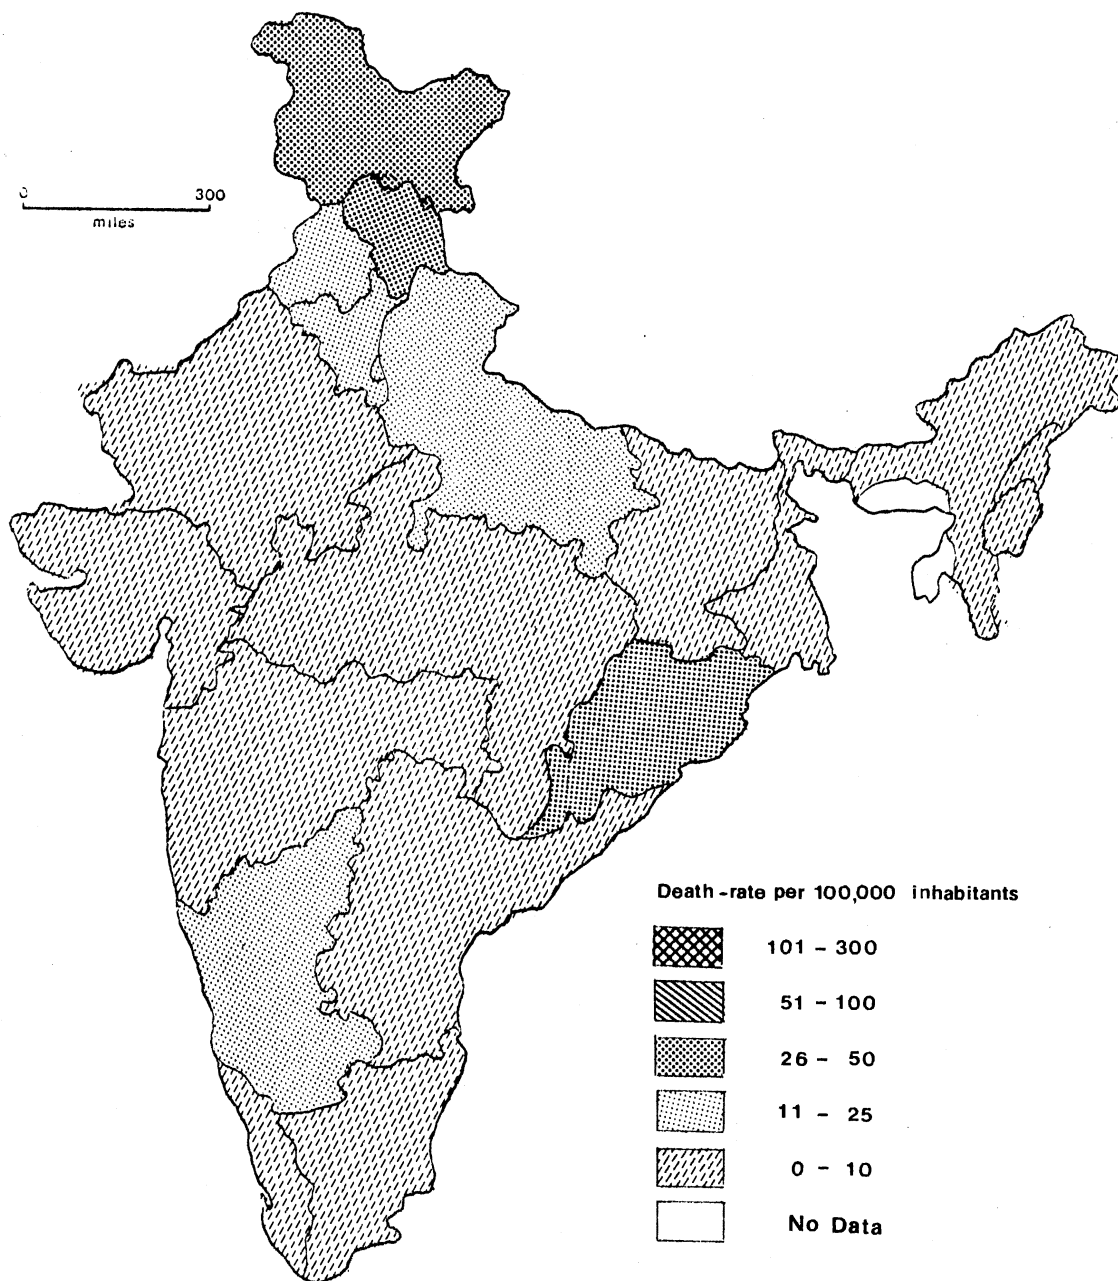 0 300
miles
Death-rate per 100,000 inhabitants
101 - 300
51 - 100
26 - 50
11 - 25
0 - 10
No Data